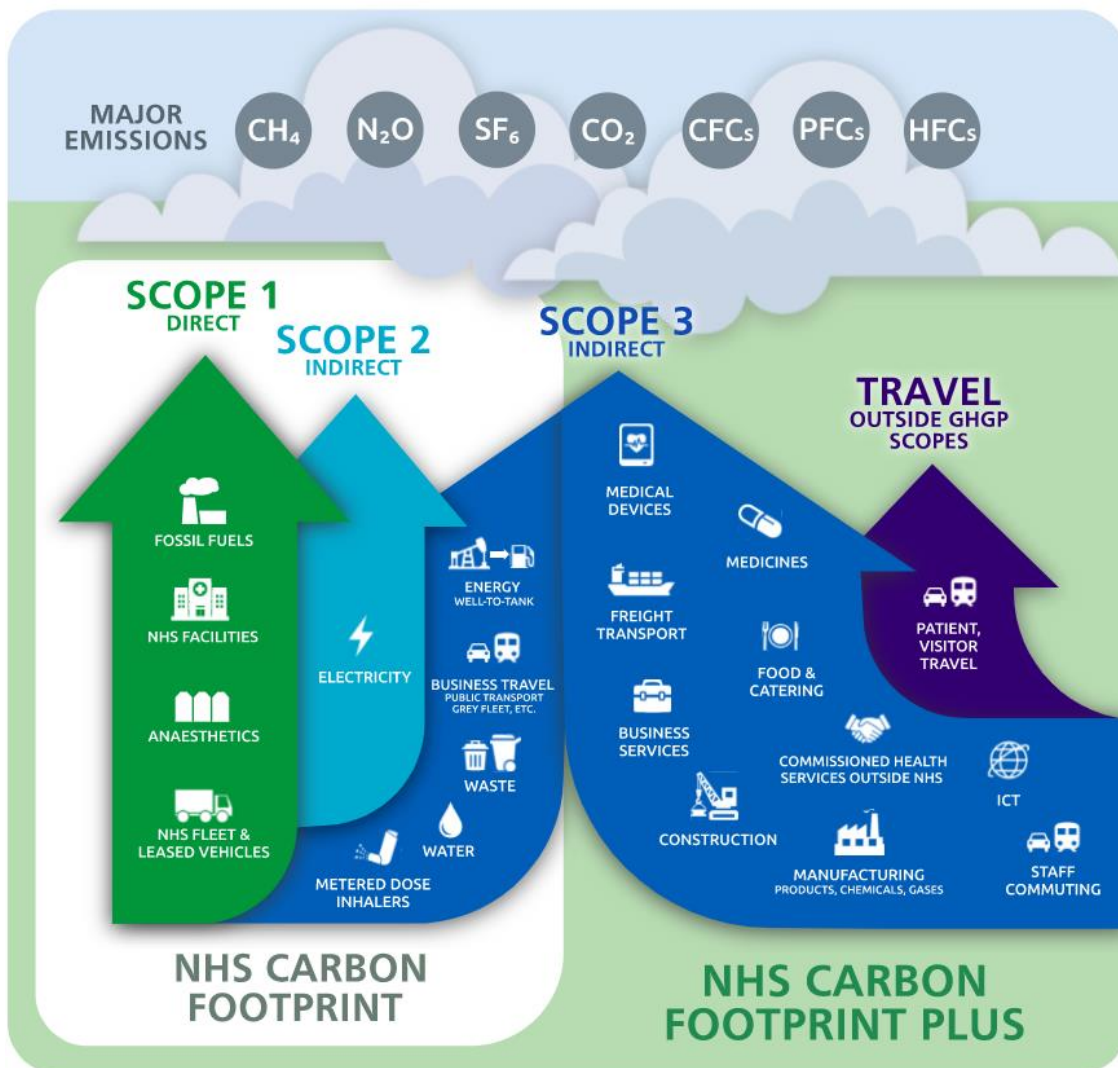 MAJOR
EMISSIONS
CH₄
N₂O
SF₆
CO₂
CFCs
PFCs
HFCs
SCOPE 1
DIRECT
SCOPE 2
INDIRECT
SCOPE 3
INDIRECT
TRAVEL
OUTSIDE GHGP
SCOPES
FOSSIL FUELS
NHS FACILITIES
ANAESTHETICS
NHS FLEET &
LEASED VEHICLES
ELECTRICITY
ENERGY
WELL-TO-TANK
BUSINESS TRAVEL
PUBLIC TRANSPORT
GREY FLEET, ETC.
WASTE
WATER
METERED DOSE
INHALERS
MEDICAL
DEVICES
MEDICINES
FREIGHT
TRANSPORT
FOOD &
CATERING
BUSINESS
SERVICES
COMMISSIONED HEALTH
SERVICES OUTSIDE NHS
CONSTRUCTION
MANUFACTURING
PRODUCTS, CHEMICALS, GASES
ICT
STAFF
COMMUTING
PATIENT,
VISITOR
TRAVEL
NHS CARBON
FOOTPRINT
NHS CARBON
FOOTPRINT PLUS